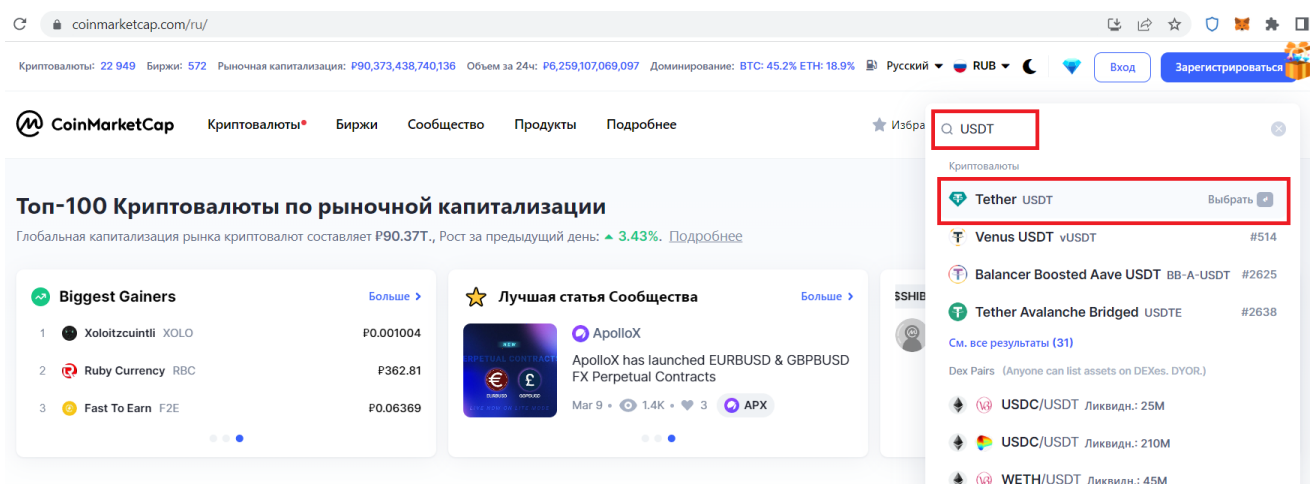 coinmarketcap.com/ru/
Криптовалюты: 22 949 Биржи: 572 Рыночная капитализация: ₽90,373,438,740,136 Объем за 24ч: ₽6,259,107,069,097 Доминирование: BTC: 45.2% ETH: 18.9% Русский RUB Вход Зарегистрироваться
CoinMarketCap Криптовалюты Биржи Сообщество Продукты Подробнее Избра USDT
Криптовалюты
Tether USDT Выбрать
Venus USDT vUSDT #514
Balancer Boosted Aave USDT BB-A-USDT #2625
Tether Avalanche Bridged USDTE #2638
См. все результаты (31)
Dex Pairs (Anyone can list assets on DEXes. DYOR.)
USDC/USDT Ликвидн.: 25M
USDC/USDT Ликвидн.: 210M
WETH/USDT Ликвидн.: 45M
Топ-100 Криптовалюты по рыночной капитализации
Глобальная капитализация рынка криптовалют составляет ₽90.37T., Рост за предыдущий день: 3.43%. Подробнее
Biggest Gainers Больше
1 Xoloitzcuintli XOLO ₽0.001004
2 Ruby Currency RBC ₽362.81
3 Fast To Earn F2E ₽0.06369
Лучшая статья Сообщества Больше
NEW
PERPETUAL CONTRACT
EURBUSD GBPBUSD
ApolloX
ApolloX has launched EURBUSD & GBPBUSD
FX Perpetual Contracts
Mar 9 • 1.4K • 3 APX
$SHIB